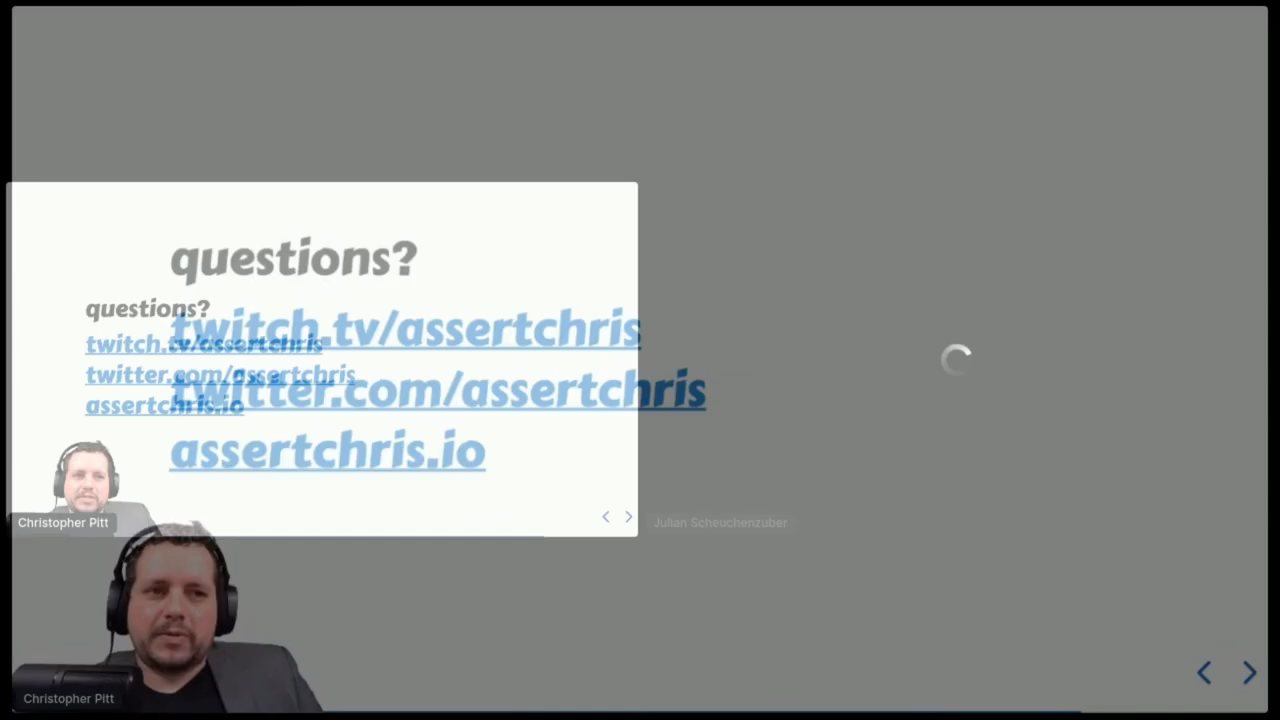 questions?
twitch.tv/assertchris
twitter.com/assertchris
assertchris.io
questions?
twitch.tv/assertchris
twitter.com/assertchris
assertchris.io
Christopher Pitt
Julian Scheuchenzuber
Christopher Pitt